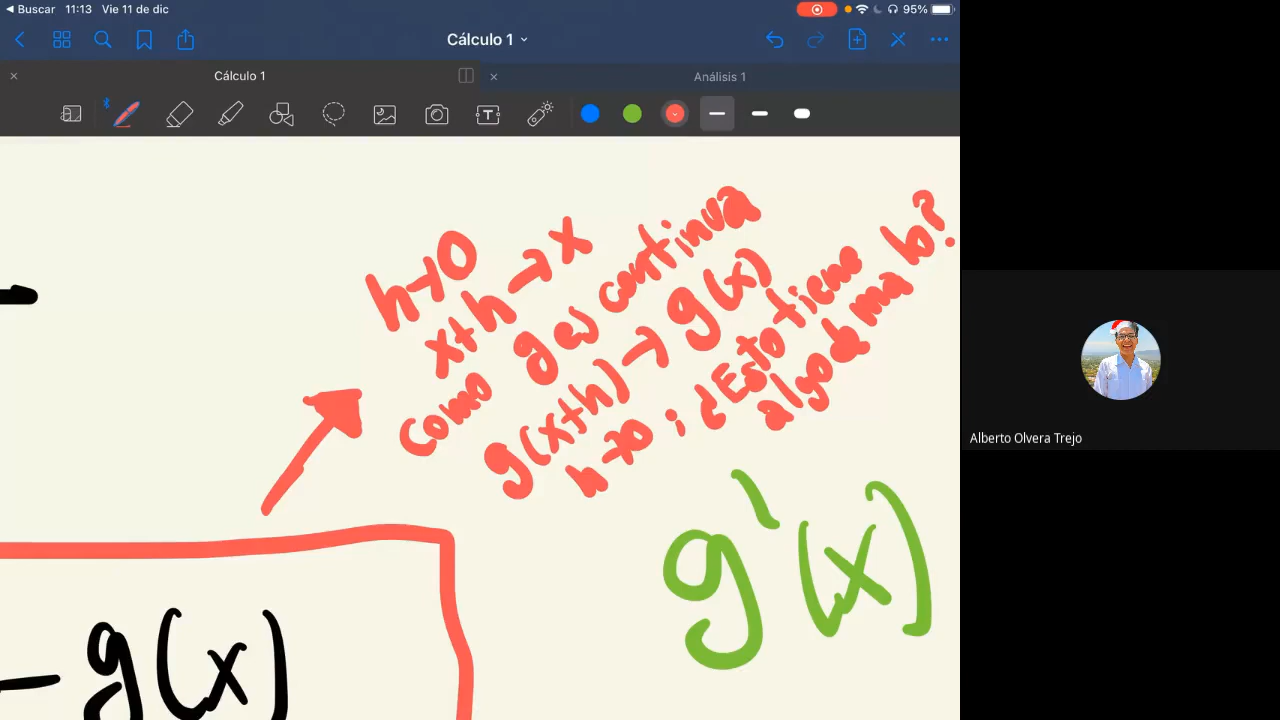 Buscar 11:13 Vie 11 de dic
95%
Cálculo 1
Cálculo 1
Análisis 1
T
h→0
x+h→x
como g es continua
g(x+h)→g(x)
h→0 ; ¿Esto tiene
algo de malo?
g'(x)
-g(x)
Alberto Olvera Trejo